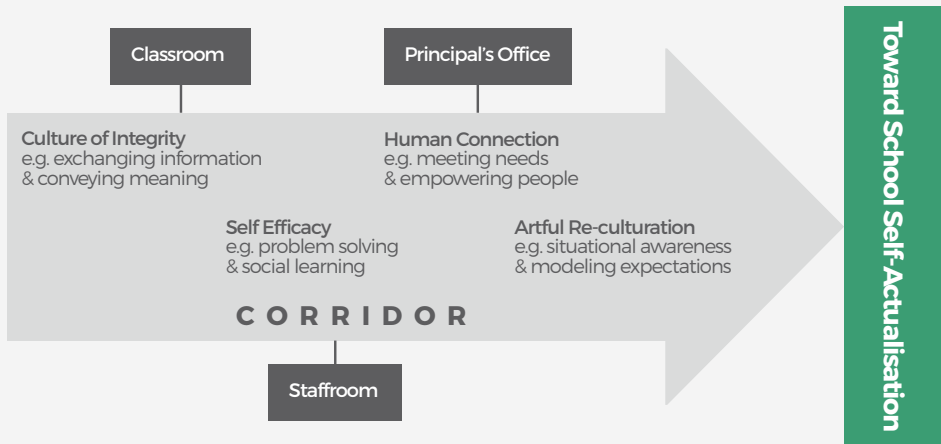 Classroom
Principal's Office
Culture of Integrity
e.g. exchanging information
& conveying meaning
Human Connection
e.g. meeting needs
& empowering people
Self Efficacy
e.g. problem solving
& social learning
Artful Re-culturation
e.g. situational awareness
& modeling expectations
CORRIDOR
Staffroom
Toward School Self-Actualisation